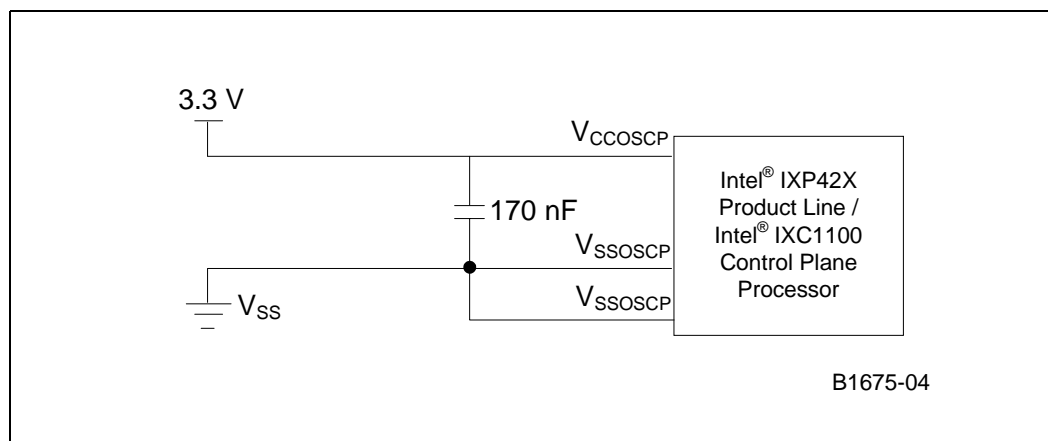 3.3 V
VCCOSCP
170 nF
VSSOSCP
VSSOSCP
VSS
Intel® IXP42X
Product Line /
Intel® IXC1100
Control Plane
Processor
B1675-04